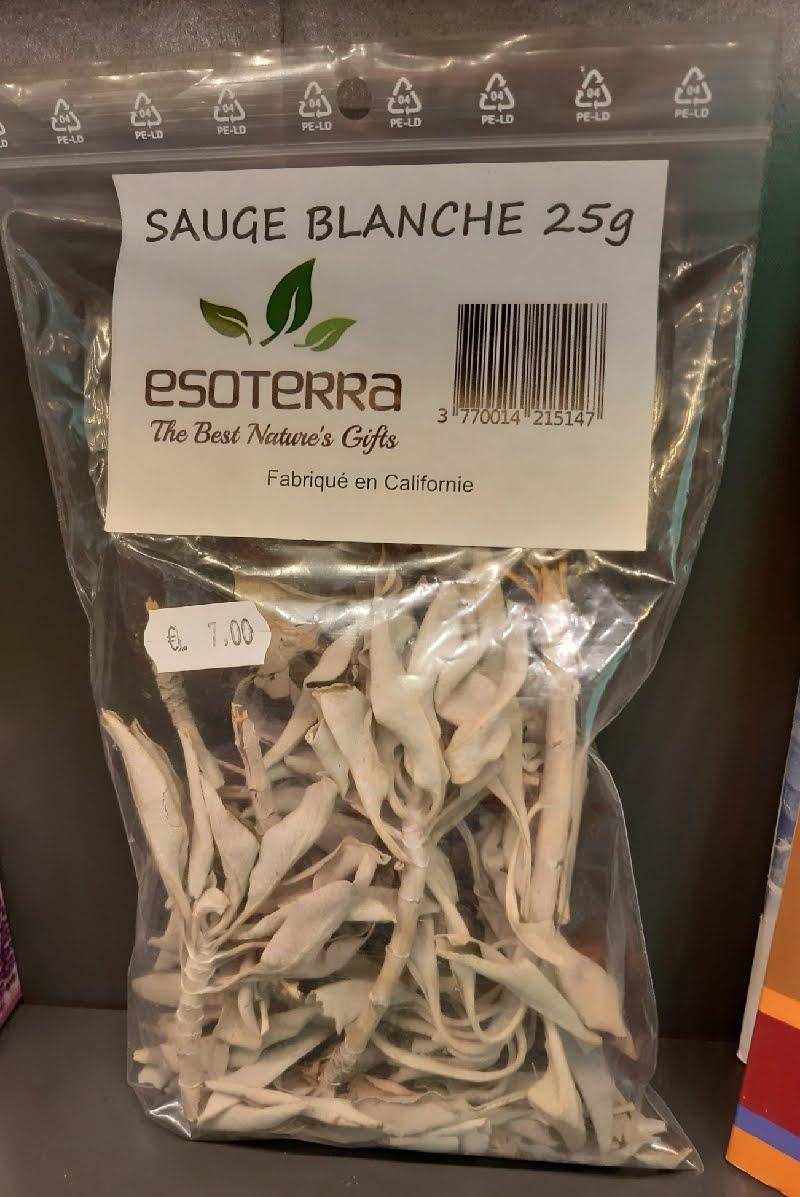 04 04 04 04 04 04 04 04
LD PE-LD PE-LD PE-LD PE-LD PE-LD PE-LD PE-LD PE-LD
SAUGE BLANCHE 25g
ESOTERRA
The Best Nature's Gifts
3 770014 215147
Fabriqué en Californie
€ 7.00